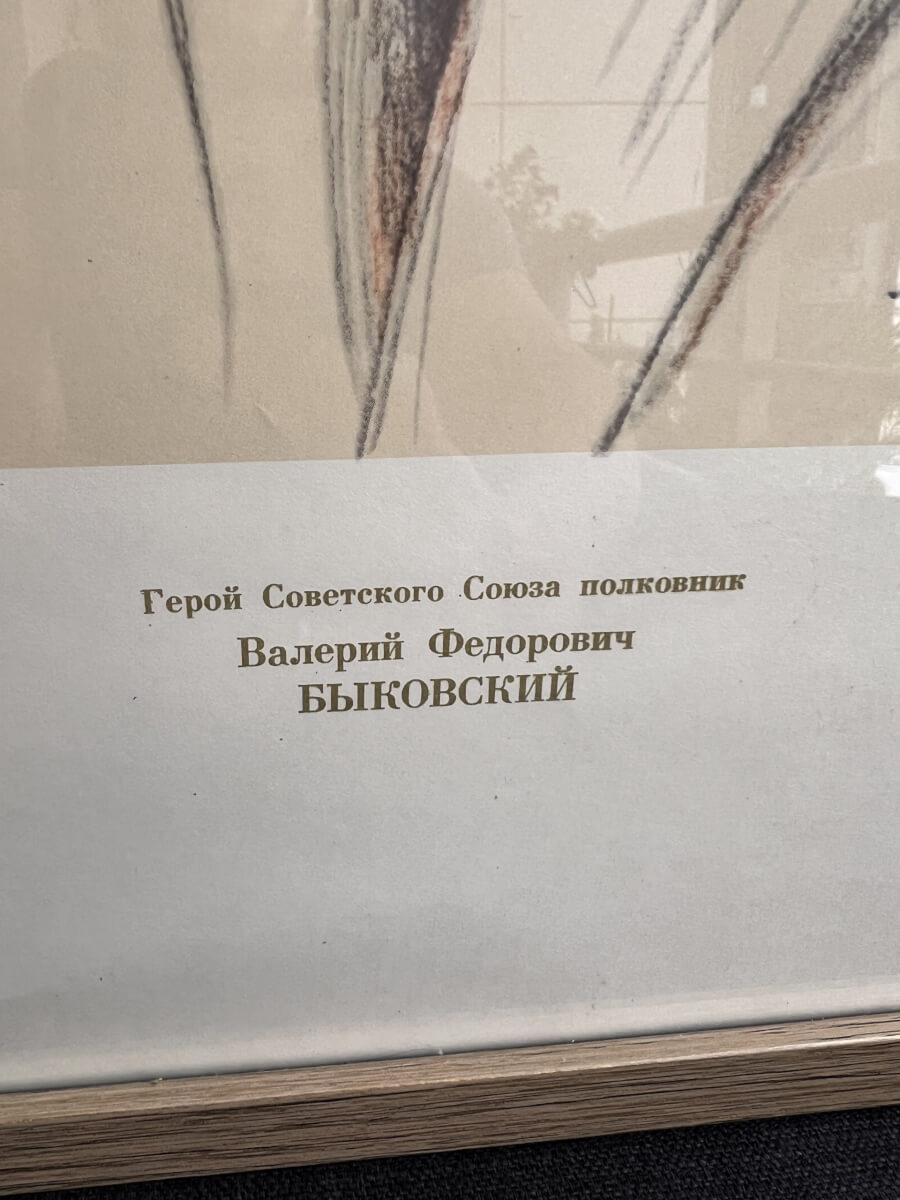 Герой Советского Союза полковник
Валерий Федорович
БЫКОВСКИЙ